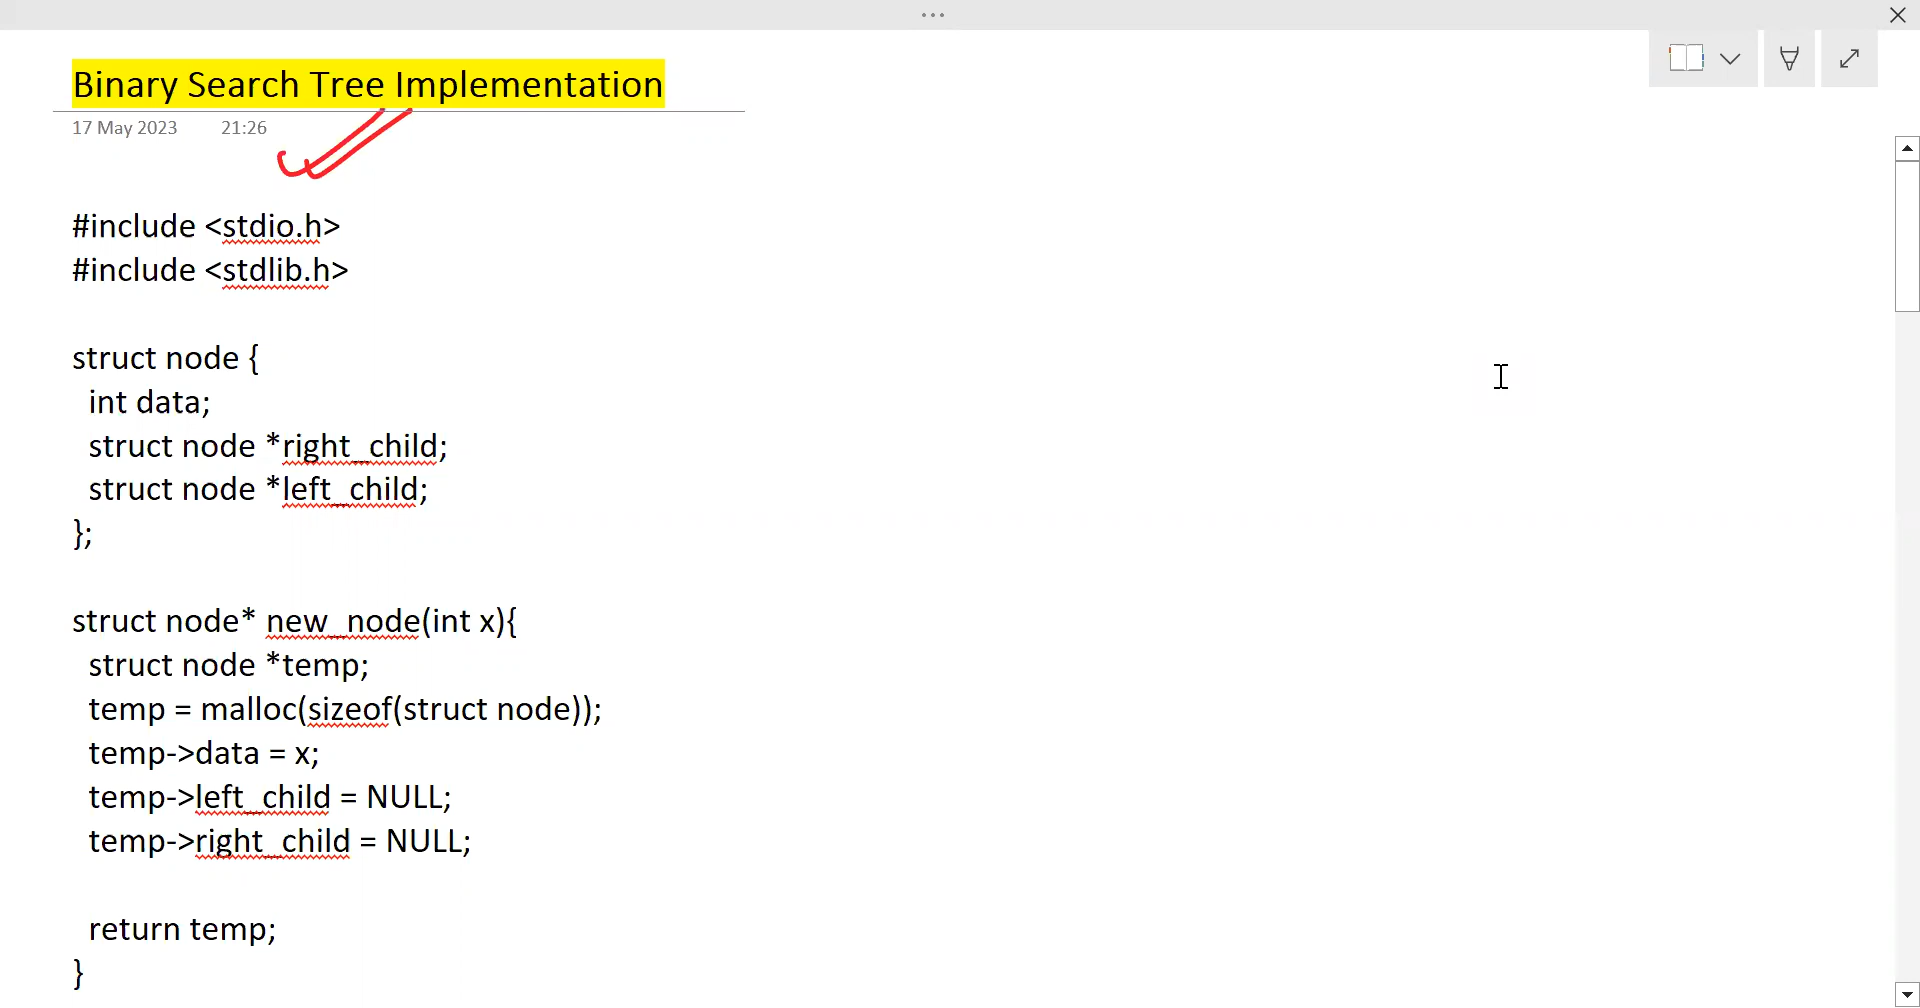 Binary Search Tree Implementation
17 May 2023 21:26
#include <stdio.h>
#include <stdlib.h>
struct node {
int data;
struct node *right_child;
struct node *left_child;
};
struct node* new_node(int x){
struct node *temp;
temp = malloc(sizeof(struct node));
temp->data = x;
temp->left_child = NULL;
temp->right_child = NULL;
return temp;
}